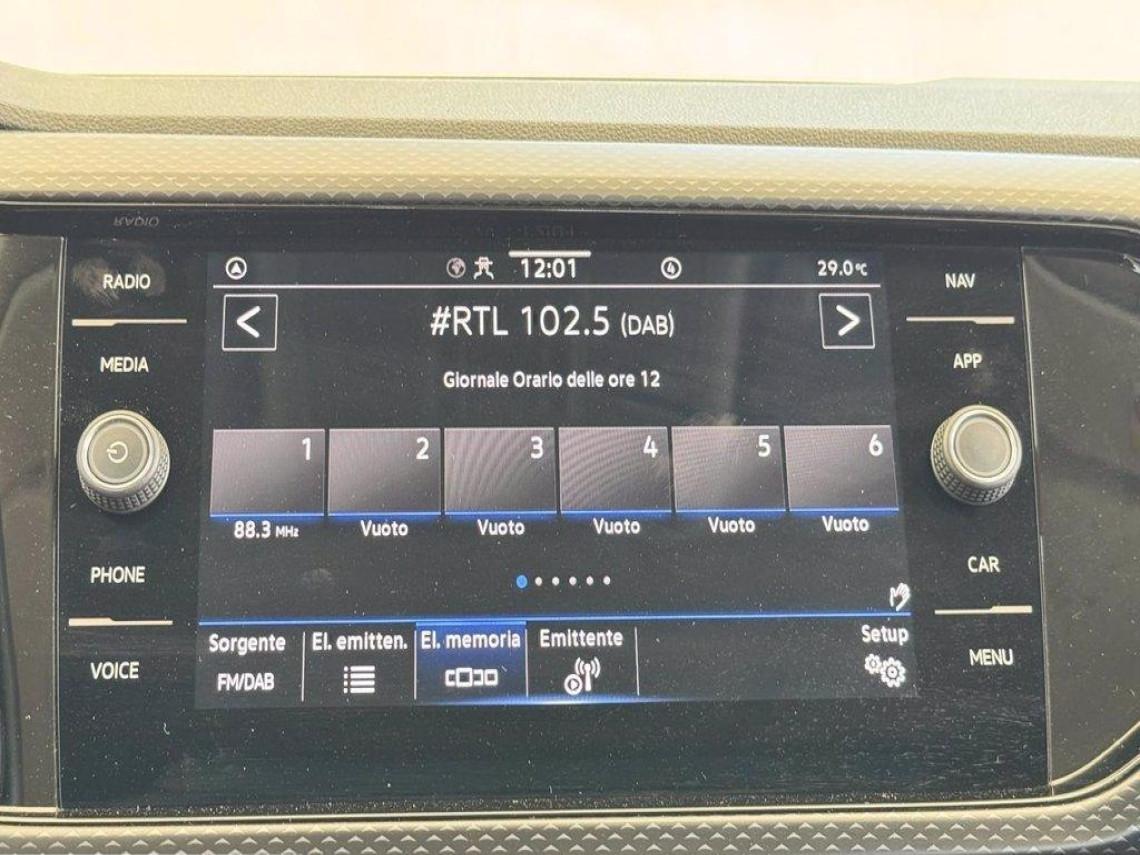 RADIO
MEDIA
PHONE
VOICE
12:01
4
29.0°C
<
#RTL 102.5 (DAB)
>
Giornale Orario delle ore 12
1
2
3
4
5
6
88.3 MHz
Vuoto
Vuoto
Vuoto
Vuoto
Vuoto
Sorgente
FM/DAB
El. emitten.
El. memoria
Emittente
Setup
NAV
APP
CAR
MENU